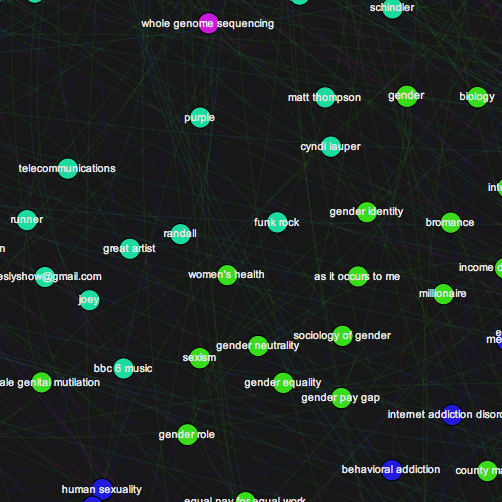 schindler
whole genome sequencing
matt thompson
gender
biology
purple
cyndi lauper
telecommunications
inte
runner
funk rock
gender identity
bromance
randall
great artist
n
eslyshow@gmail.com
women's health
as it occurs to me
income d
joey
millionaire
sociology of gender
gender neutrality
e
me
sexism
bbc 6 music
ale genital mutilation
gender equality
gender pay gap
internet addiction disord
gender role
behavioral addiction
county ma
human sexuality
equal pay for equal work